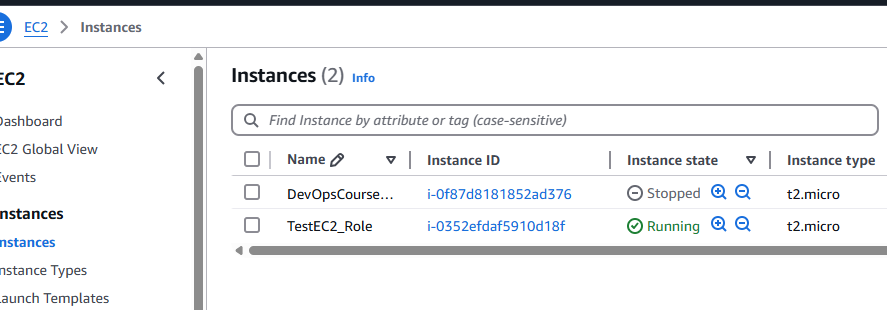 EC2 > Instances
EC2
Dashboard
EC2 Global View
Events
Instances
Instances
Instance Types
Launch Templates
Instances (2) Info
Find Instance by attribute or tag (case-sensitive)
Name Instance ID Instance state Instance type
DevOpsCourse... i-0f87d8181852ad376 Stopped t2.micro
TestEC2_Role i-0352efdaf5910d18f Running t2.micro